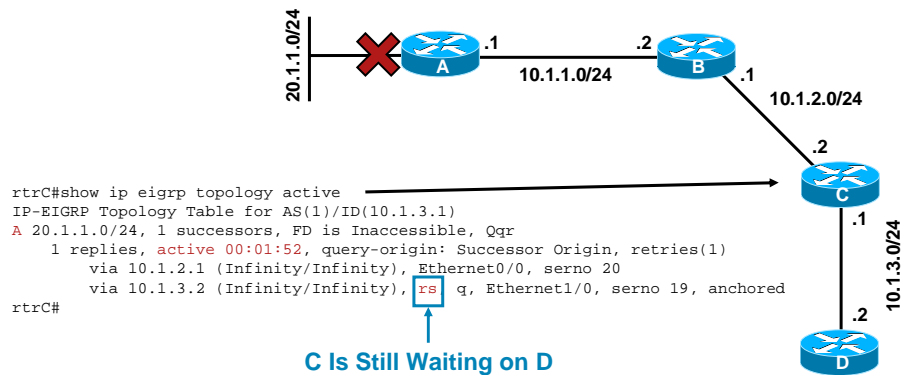 20.1.1.0/24
A
.1
10.1.1.0/24
.2
B
.1
10.1.2.0/24
.2
C
.1
10.1.3.0/24
.2
D
rtrC#show ip eigrp topology active
IP-EIGRP Topology Table for AS(1)/ID(10.1.3.1)
A 20.1.1.0/24, 1 successors, FD is Inaccessible, Qqr
1 replies, active 00:01:52, query-origin: Successor Origin, retries(1)
via 10.1.2.1 (Infinity/Infinity), Ethernet0/0, serno 20
via 10.1.3.2 (Infinity/Infinity), rs, q, Ethernet1/0, serno 19, anchored
rtrC#
C Is Still Waiting on D